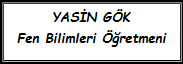 YASİN GÖK
Fen Bilimleri Öğretmeni